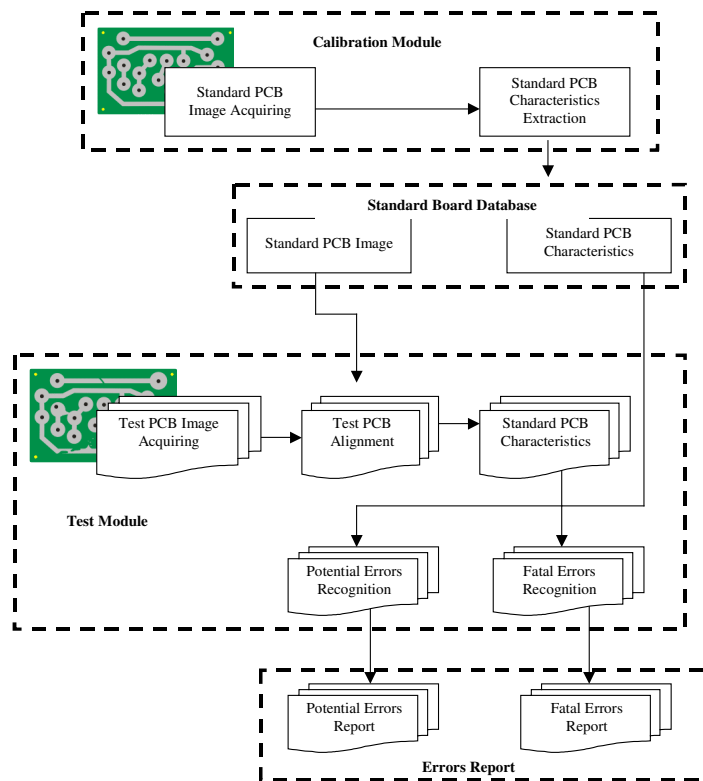 Calibration Module
Standard PCB
Image Acquiring
Standard PCB
Characteristics
Extraction
Standard Board Database
Standard PCB Image
Standard PCB
Characteristics
Test PCB Image
Acquiring
Test PCB
Alignment
Standard PCB
Characteristics
Test Module
Potential Errors
Recognition
Fatal Errors
Recognition
Potential Errors
Report
Fatal Errors
Report
Errors Report